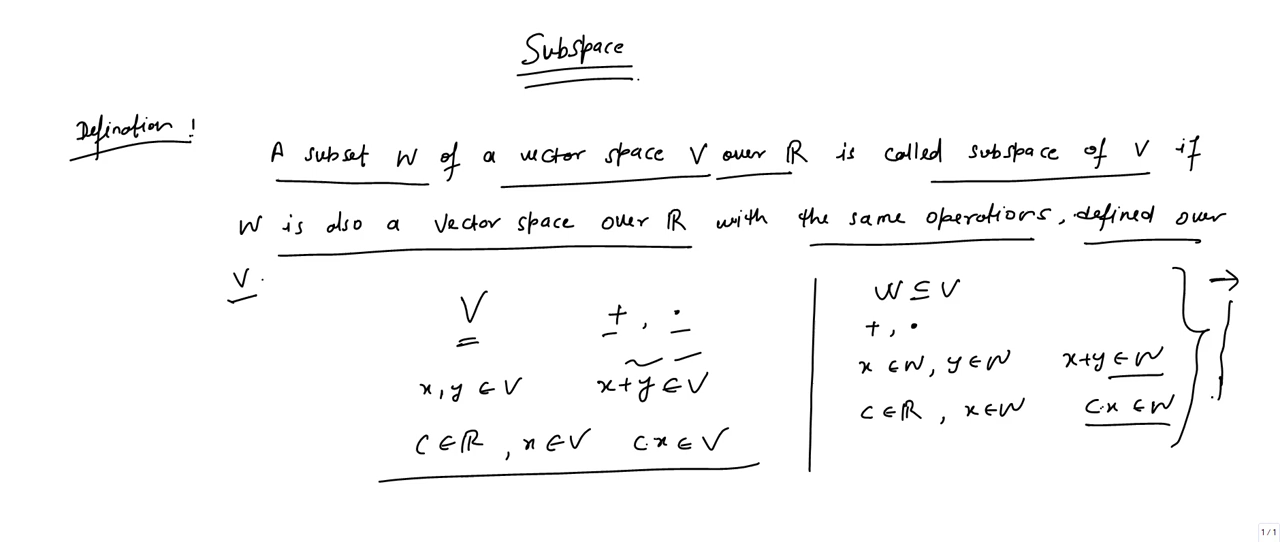 Subspace
Defination:
A subset W of a vector space V over ℝ is called subspace of V if
W is also a vector space over ℝ with the same operations, defined over
V.
V +, ·
x, y ∈ V x+y ∈ V
C ∈ ℝ, x ∈ V C·x ∈ V
W ⊆ V
+, ·
x ∈ W, y ∈ W x+y ∈ W
C ∈ ℝ, x ∈ W C·x ∈ W
1/1